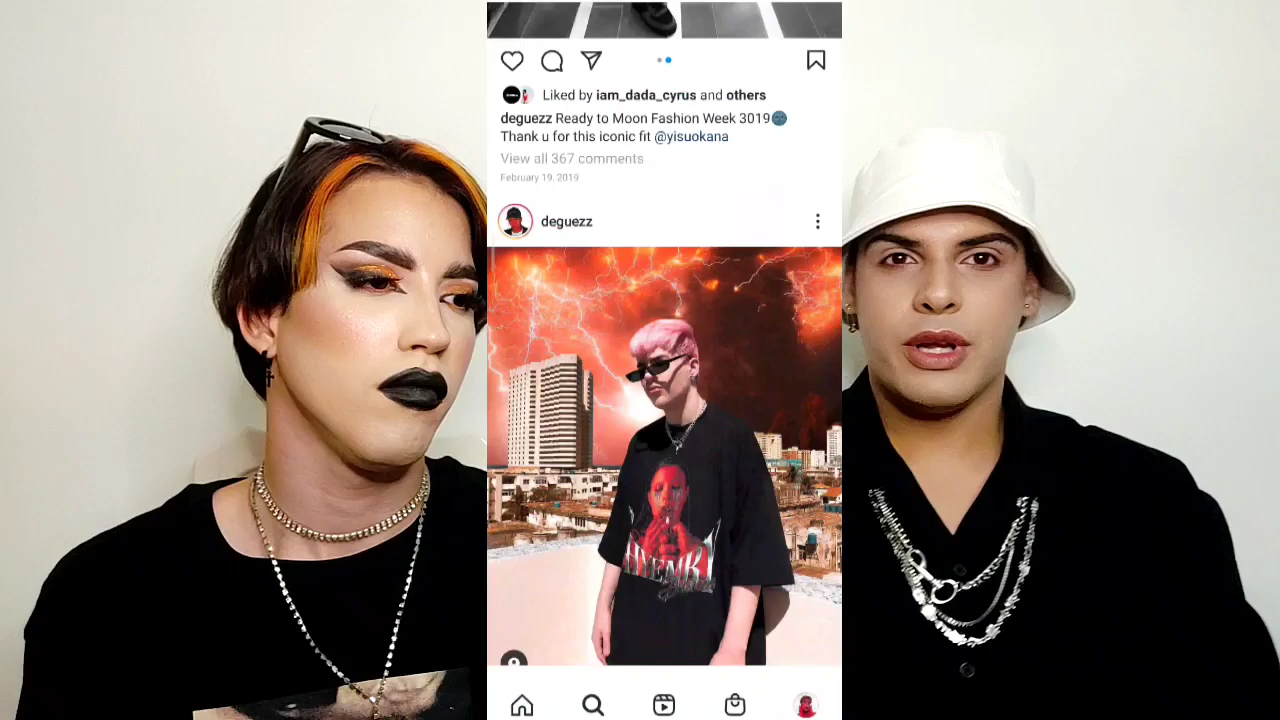 Liked by iam_dada_cyrus and others
deguezz Ready to Moon Fashion Week 3019🌚
Thank u for this iconic fit @yisuokana
View all 367 comments
February 19, 2019
deguezz